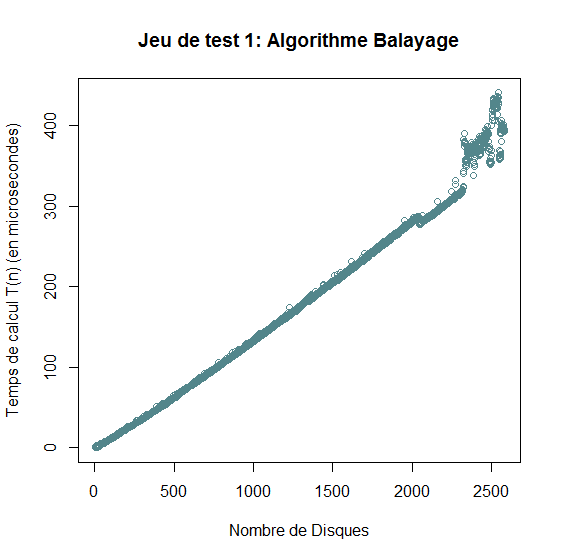 Jeu de test 1: Algorithme Balayage
Temps de calcul T(n) (en microsecondes)
400
300
200
100
0
0 500 1000 1500 2000 2500
Nombre de Disques